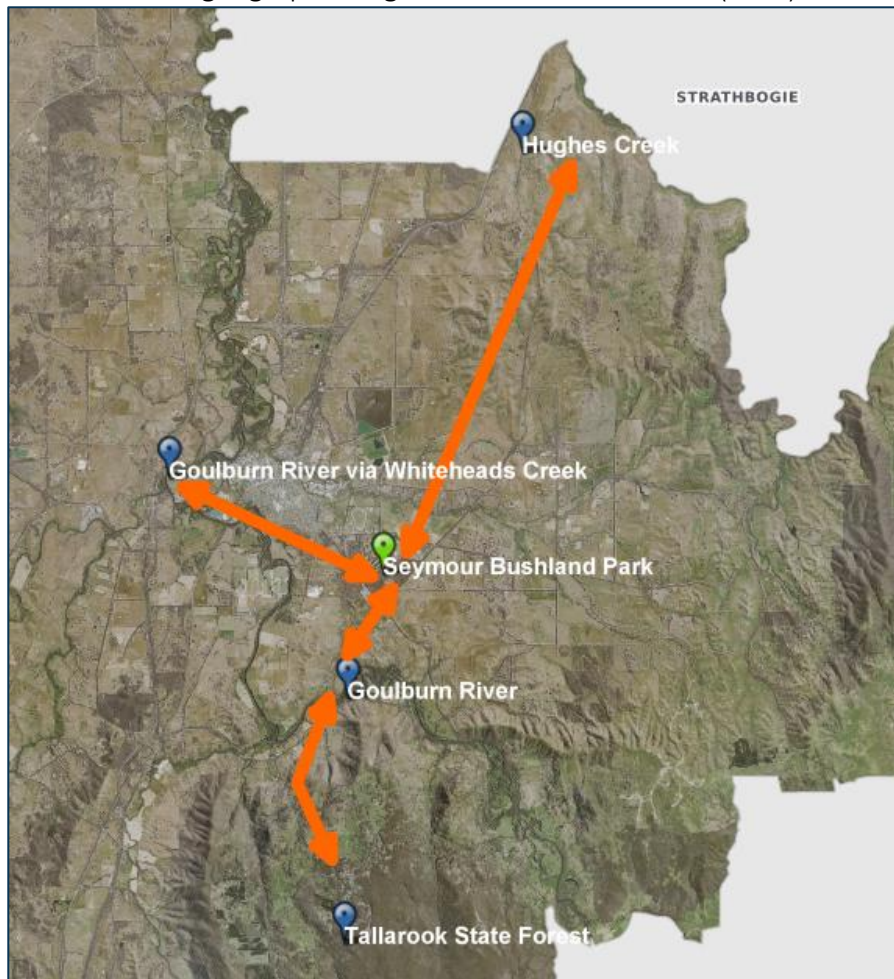 STRATHBOGIE
Hughes Creek
Goulburn River via Whiteheads Creek
Seymour Bushland Park
Goulburn River
Tallarook State Forest